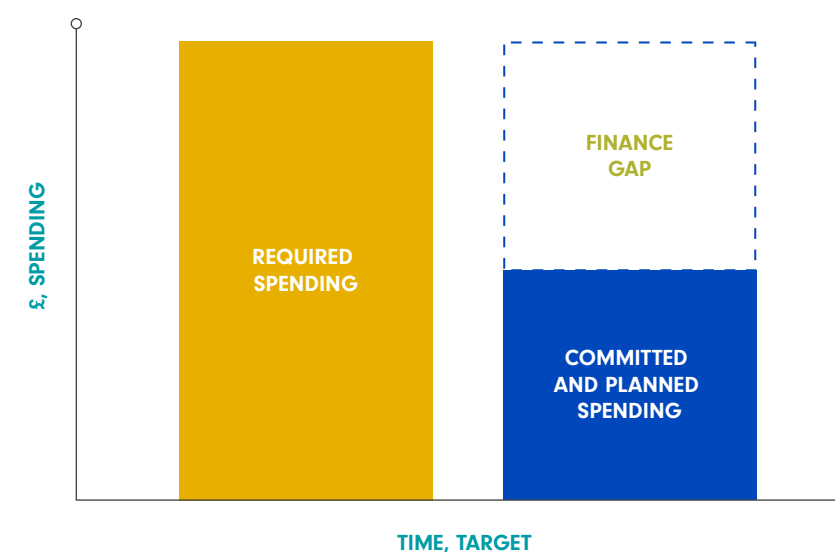 £, SPENDING
REQUIRED
SPENDING
FINANCE
GAP
COMMITTED
AND PLANNED
SPENDING
TIME, TARGET